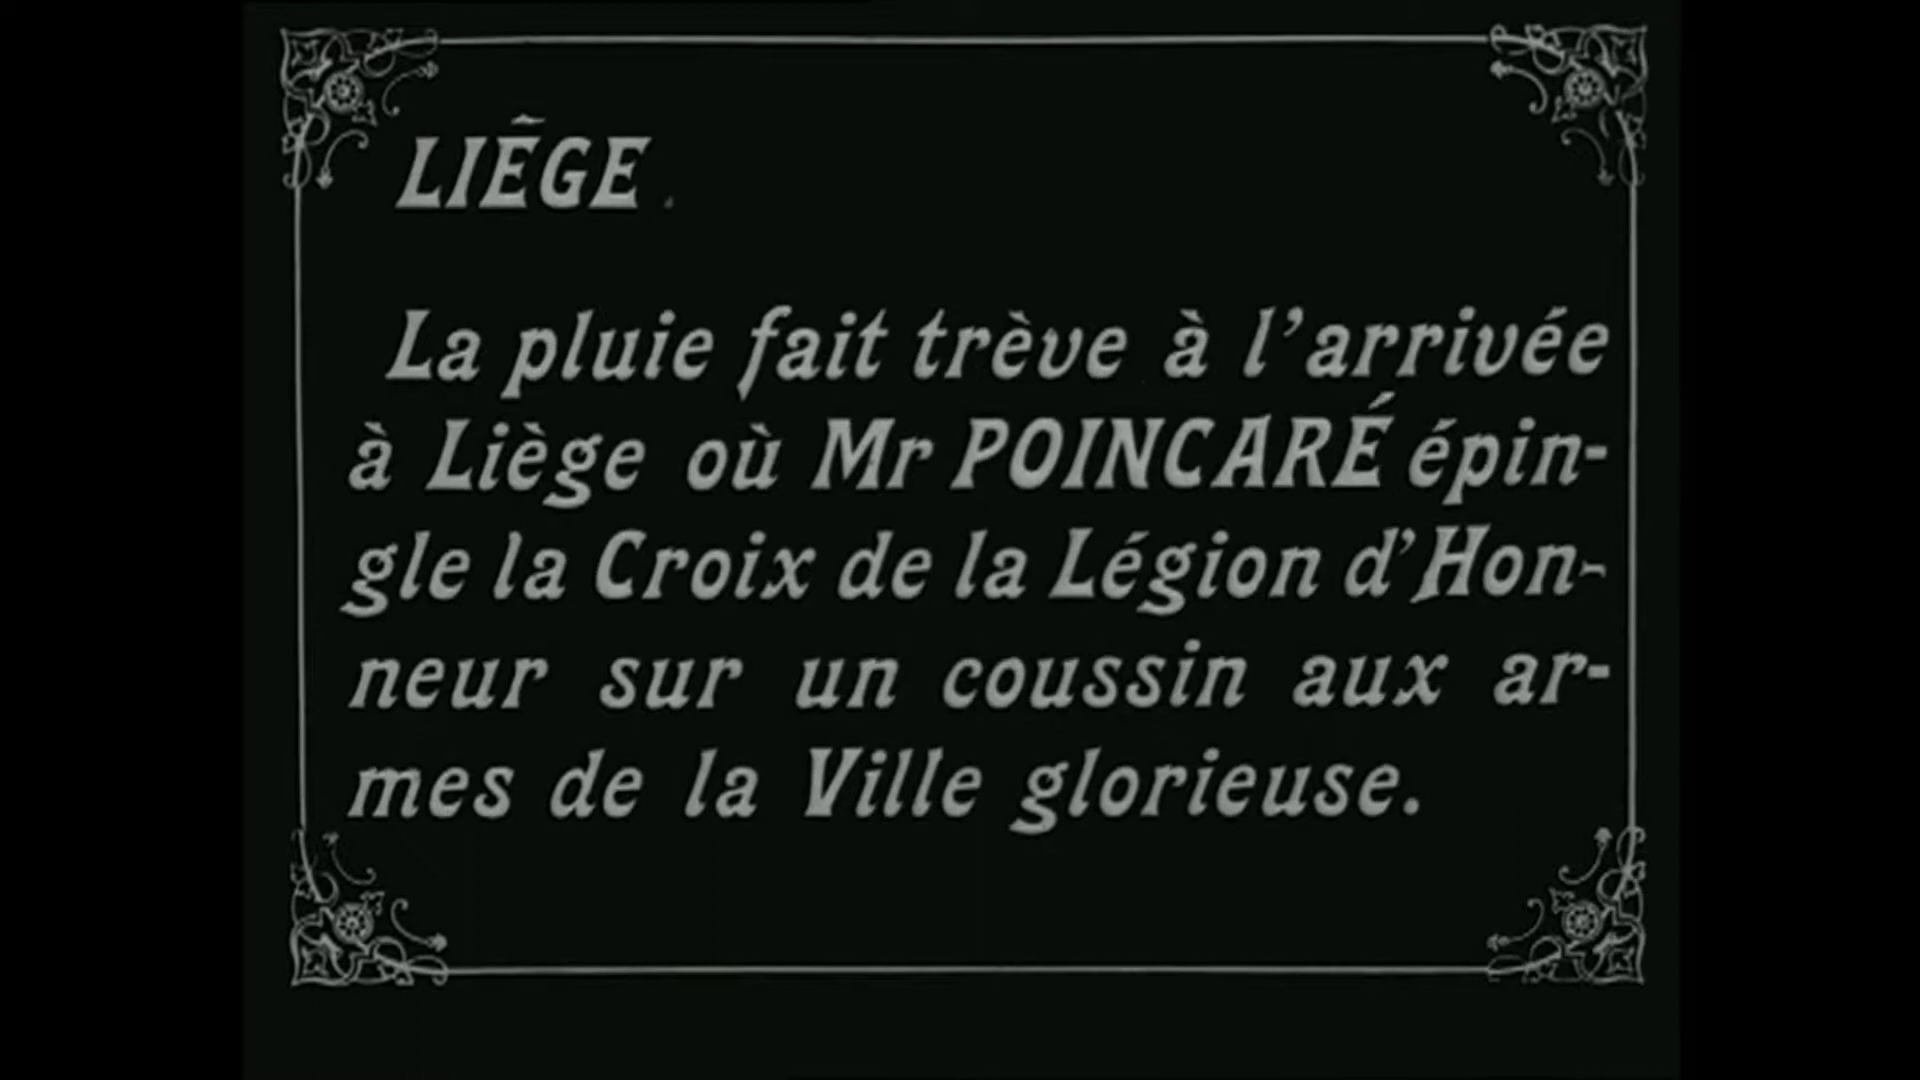 LIÈGE.
La pluie fait trève à l'arrivée
à Liège où Mr POINCARÉ épin-
gle la Croix de la Légion d'Hon-
neur sur un coussin aux ar-
mes de la Ville glorieuse.